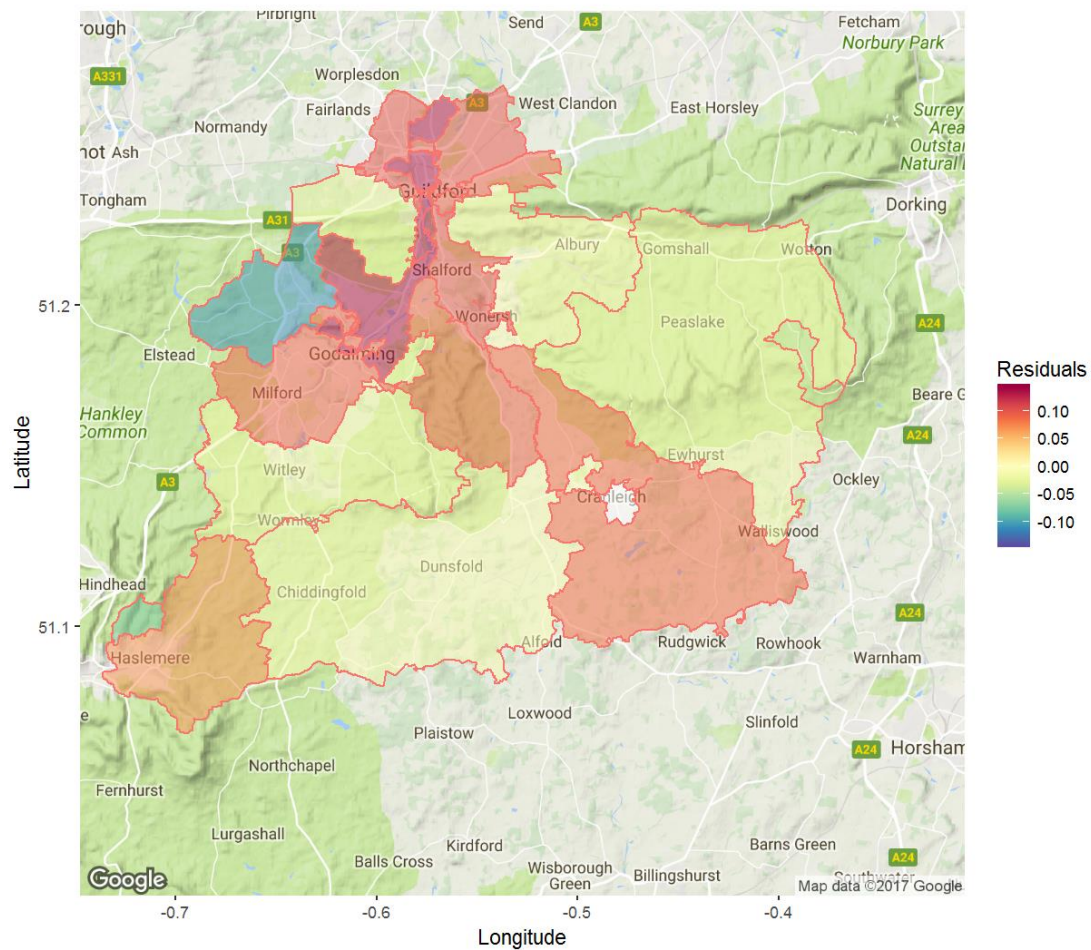 Pirbright
Send
A3
Fetcham
rough
Norbury Park
A331
Worplesdon
A3
West Clandon
East Horsley
Fairlands
Normandy
Surrey
Area
Outstan
Natural
not Ash
Guildford
Tongham
Dorking
A31
A3
Albury
Gomshall
Wotton
Shalford
51.2
Wonersh
Peaslake
A24
Elstead
Godalming
Residuals
0.10
0.05
0.00
-0.05
-0.10
Milford
Beare G
Hankley
Common
A24
Witley
Ewhurst
A3
Ockley
Cranleigh
Wormley
Walliswood
Latitude
Dunsfold
Hindhead
Chiddingfold
A24
51.1
Alfold
Rudgwick
Rowhook
Haslemere
Warnham
e
Loxwood
Plaistow
Slinfold
Horsham
A24
Northchapel
Fernhurst
Lurgashall
Kirdford
Barns Green
Balls Cross
A24
Wisborough
Green
Billingshurst
Southwater
Google
Map data ©2017 Google
-0.7
-0.6
-0.5
-0.4
Longitude